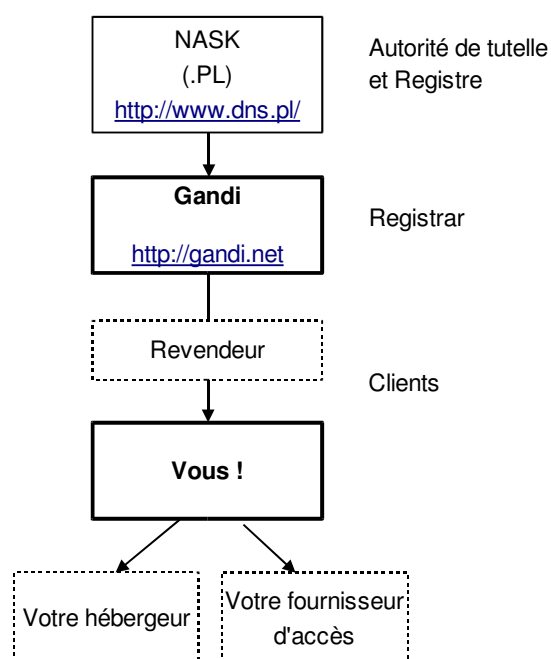 NASK
(.PL)
http://www.dns.pl/
Autorité de tutelle
et Registre
Gandi
http://gandi.net
Registrar
Revendeur
Clients
Vous !
Votre hébergeur
Votre fournisseur
d'accès